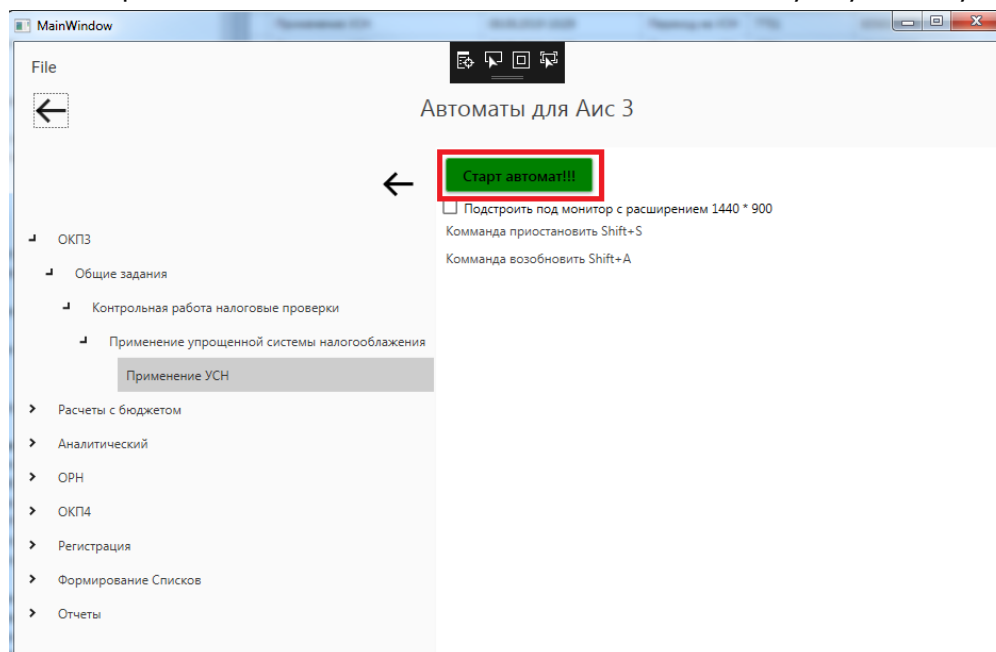 MainWindow
File
Автоматы для Аис 3
Старт автомат!!!
Подстроить под монитор с расширением 1440 * 900
Комманда приостановить Shift+S
Комманда возобновить Shift+A
ОКП3
Общие задания
Контрольная работа налоговые проверки
Применение упрощенной системы налогооблажения
Применение УСН
Расчеты с бюджетом
Аналитический
ОРН
ОКП4
Регистрация
Формирование Списков
Отчеты